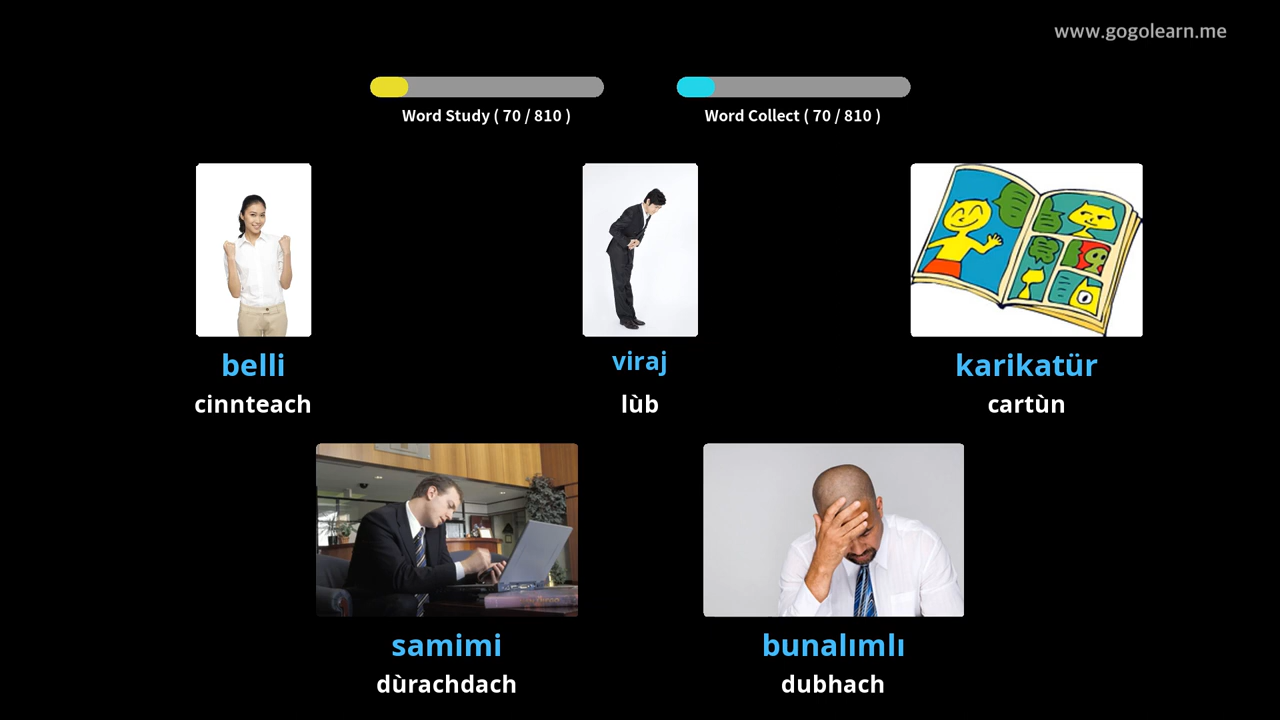 www.gogolearn.me
Word Study ( 70 / 810 )
Word Collect ( 70 / 810 )
belli
cinnteach
viraj
lùb
karikatür
cartùn
samimi
dùrachdach
bunalımlı
dubhach